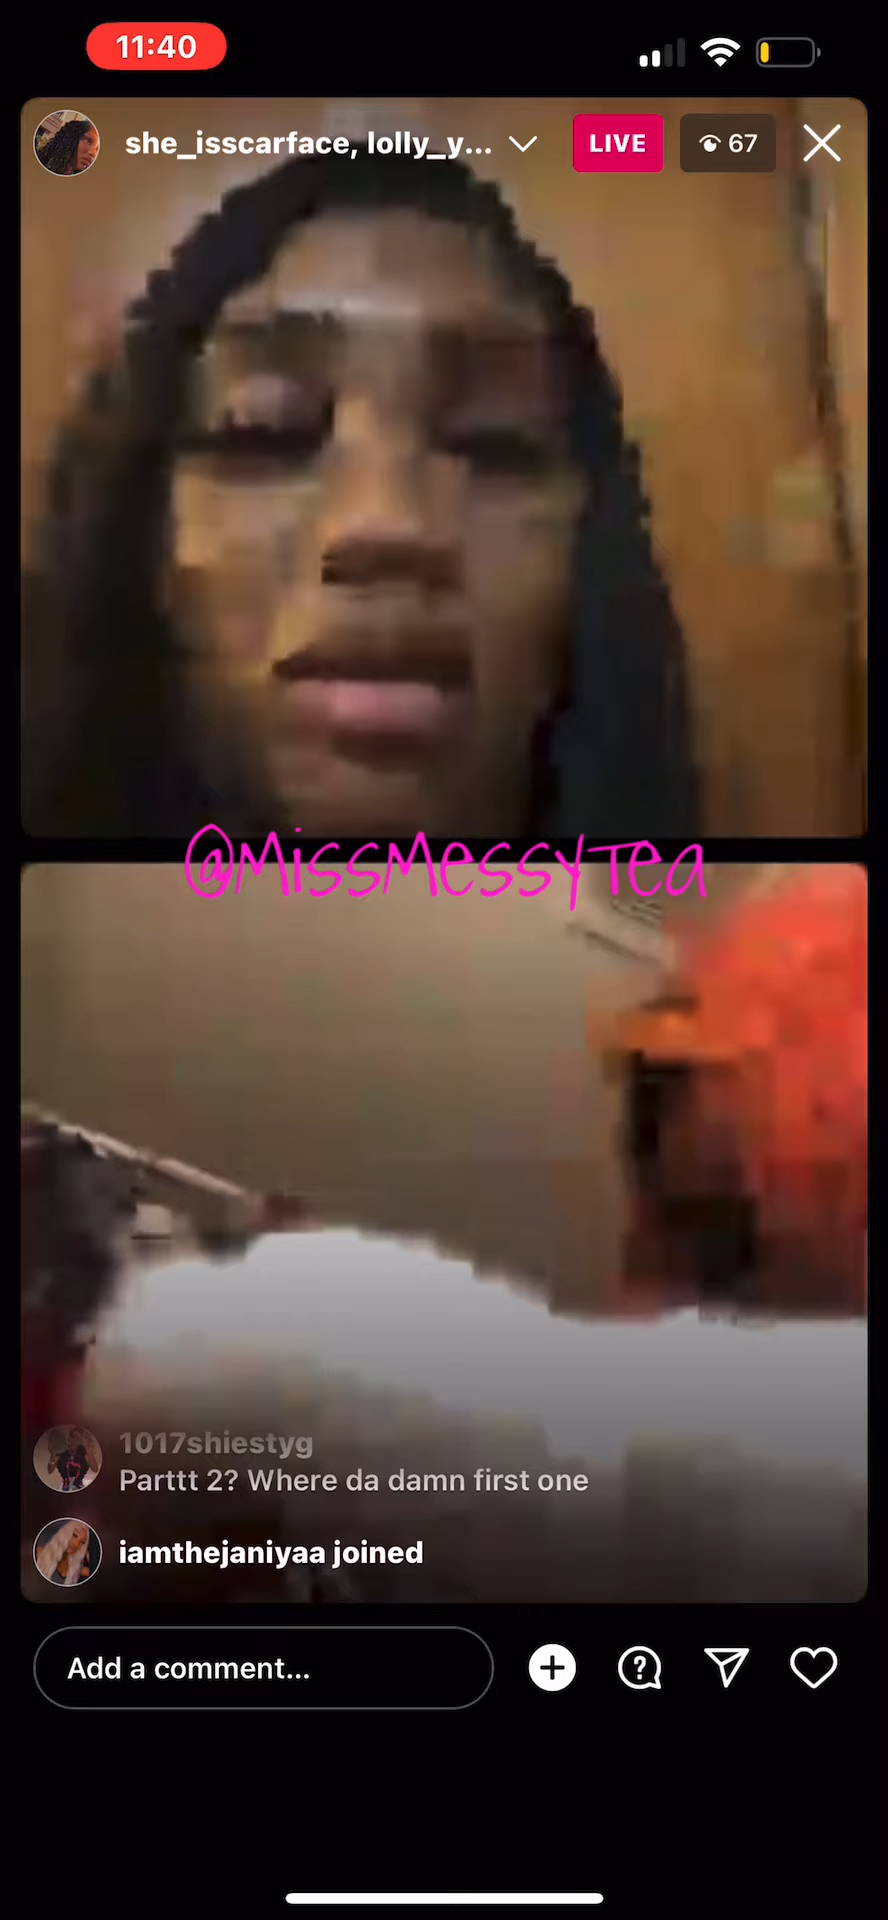 11:40
she_isscarface, lolly_y...
LIVE
67
@MissMessyTea
1017shiestyg
Parttt 2? Where da damn first one
iamthejaniyaa joined
Add a comment...